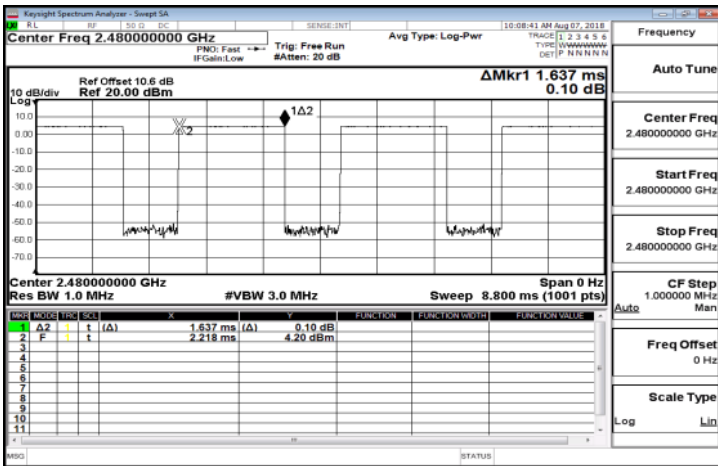 Keysight Spectrum Analyzer - Swept SA
RL RF 50 Ω DC SENSE:INT 10:08:41 AM Aug 07, 2018
Center Freq 2.480000000 GHz
PNO: Fast
IFGain:Low
Trig: Free Run
#Atten: 20 dB
Avg Type: Log-Pwr
TRACE 1 2 3 4 5 6
TYPE WWWWWW
DET P NNNNN
Ref Offset 10.6 dB
10 dB/div Ref 20.00 dBm
Log
ΔMkr1 1.637 ms
0.10 dB
10.0
0.00
-10.0
-20.0
-30.0
-40.0
-50.0
-60.0
-70.0
2
1Δ2
Center 2.480000000 GHz Span 0 Hz
Res BW 1.0 MHz #VBW 3.0 MHz Sweep 8.800 ms (1001 pts)
MKR MODE TRC SCL X Y FUNCTION FUNCTION WIDTH FUNCTION VALUE
1 Δ2 1 t (Δ) 1.637 ms (Δ) 0.10 dB
2 F 1 t 2.218 ms 4.20 dBm
3
4
5
6
7
8
9
10
11
MSG STATUS
Frequency
Auto Tune
Center Freq
2.480000000 GHz
Start Freq
2.480000000 GHz
Stop Freq
2.480000000 GHz
CF Step
1.000000 MHz
Auto Man
Freq Offset
0 Hz
Scale Type
Log Lin